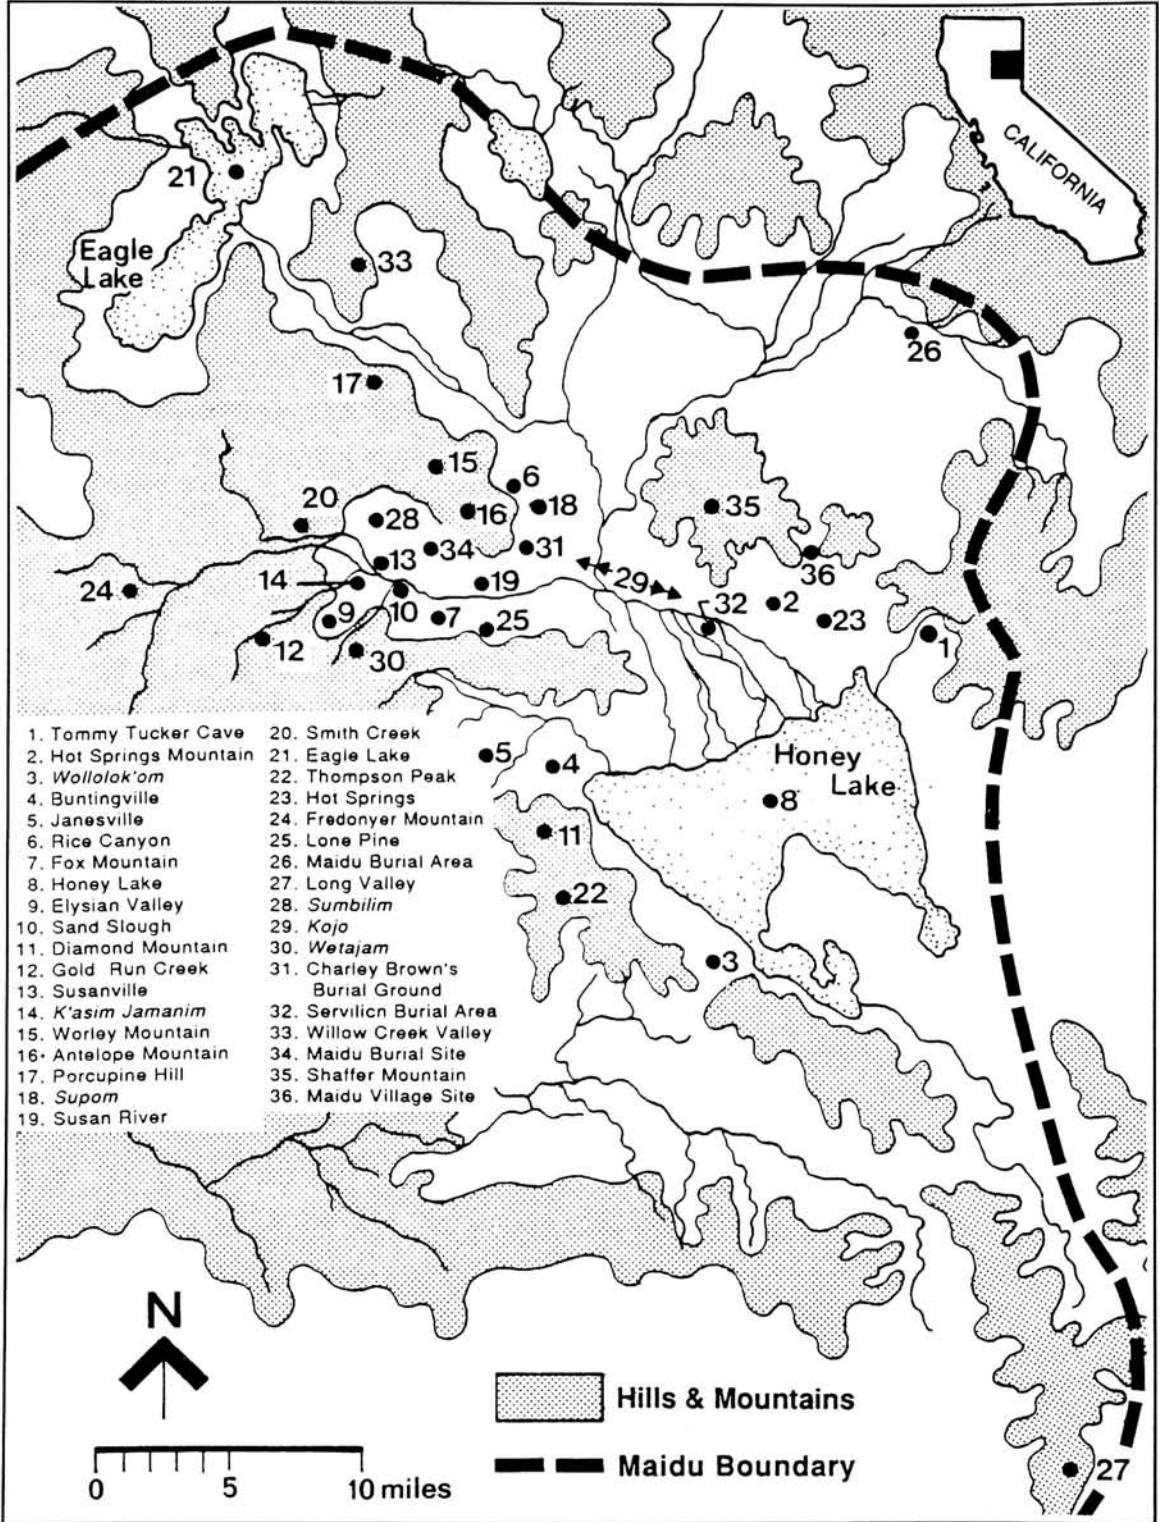 CALIFORNIA
21
Eagle
Lake
33
26
17
15
6
20
28
16
18
35
13
34
31
36
24
14
10
19
29
32
2
9
7
25
23
12
30
1
1. Tommy Tucker Cave
2. Hot Springs Mountain
3. Wollolok'om
4. Buntingville
5. Janesville
6. Rice Canyon
7. Fox Mountain
8. Honey Lake
9. Elysian Valley
10. Sand Slough
11. Diamond Mountain
12. Gold Run Creek
13. Susanville
14. K'asim Jamanim
15. Worley Mountain
16. Antelope Mountain
17. Porcupine Hill
18. Supom
19. Susan River
20. Smith Creek
21. Eagle Lake
22. Thompson Peak
23. Hot Springs
24. Fredonyer Mountain
25. Lone Pine
26. Maidu Burial Area
27. Long Valley
28. Sumbilim
29. Kojo
30. Wetajam
31. Charley Brown's
Burial Ground
32. Servilicn Burial Area
33. Willow Creek Valley
34. Maidu Burial Site
35. Shaffer Mountain
36. Maidu Village Site
5
4
Honey
Lake
8
11
22
3
N
0 5 10 miles
Hills & Mountains
Maidu Boundary
27